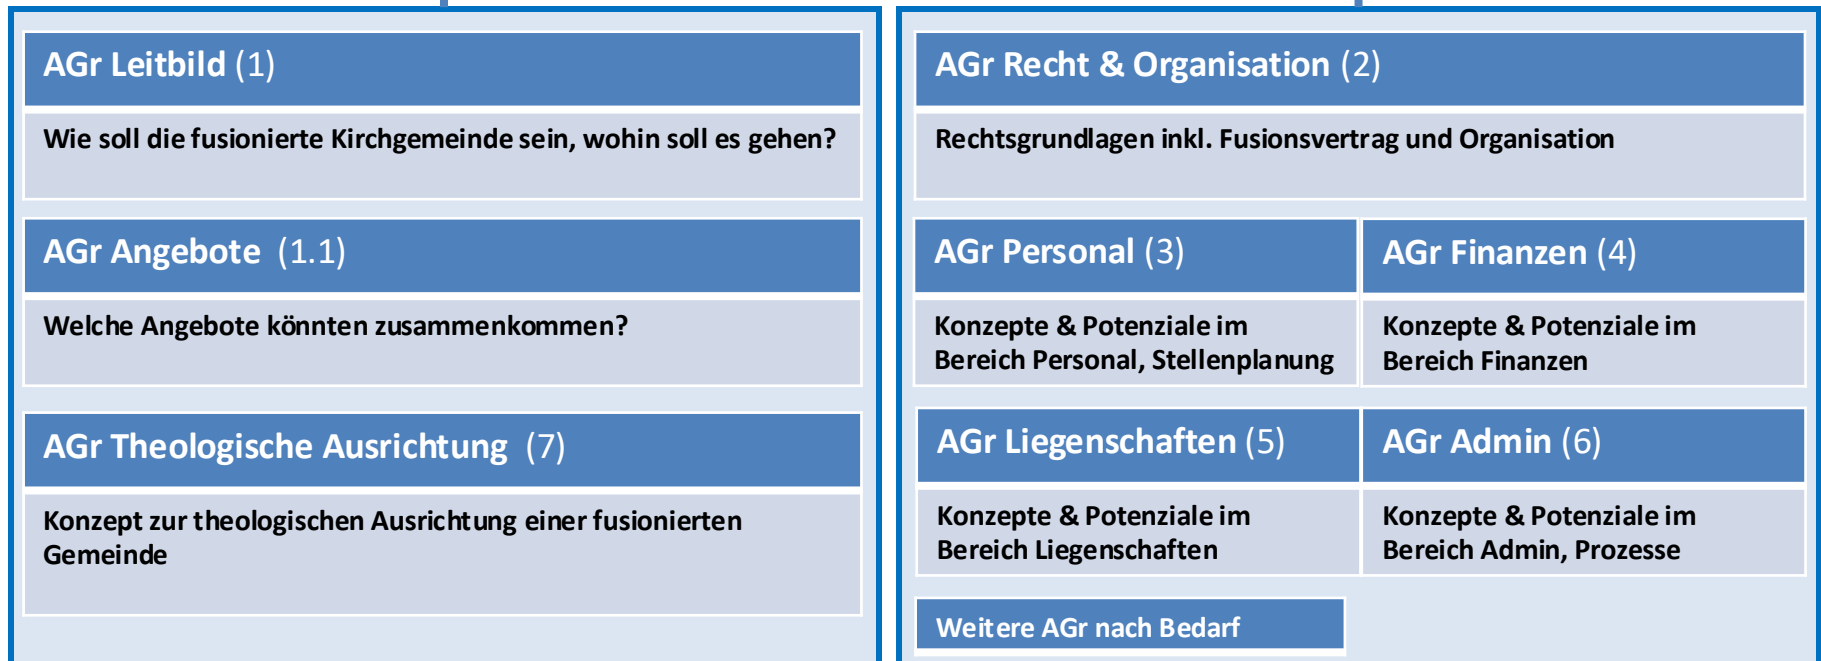 AGr Leitbild (1)
Wie soll die fusionierte Kirchgemeinde sein, wohin soll es gehen?
AGr Angebote (1.1)
Welche Angebote könnten zusammenkommen?
AGr Theologische Ausrichtung (7)
Konzept zur theologischen Ausrichtung einer fusionierten
Gemeinde
AGr Recht & Organisation (2)
Rechtsgrundlagen inkl. Fusionsvertrag und Organisation
AGr Personal (3)
Konzepte & Potenziale im
Bereich Personal, Stellenplanung
AGr Finanzen (4)
Konzepte & Potenziale im
Bereich Finanzen
AGr Liegenschaften (5)
Konzepte & Potenziale im
Bereich Liegenschaften
AGr Admin (6)
Konzepte & Potenziale im
Bereich Admin, Prozesse
Weitere AGr nach Bedarf